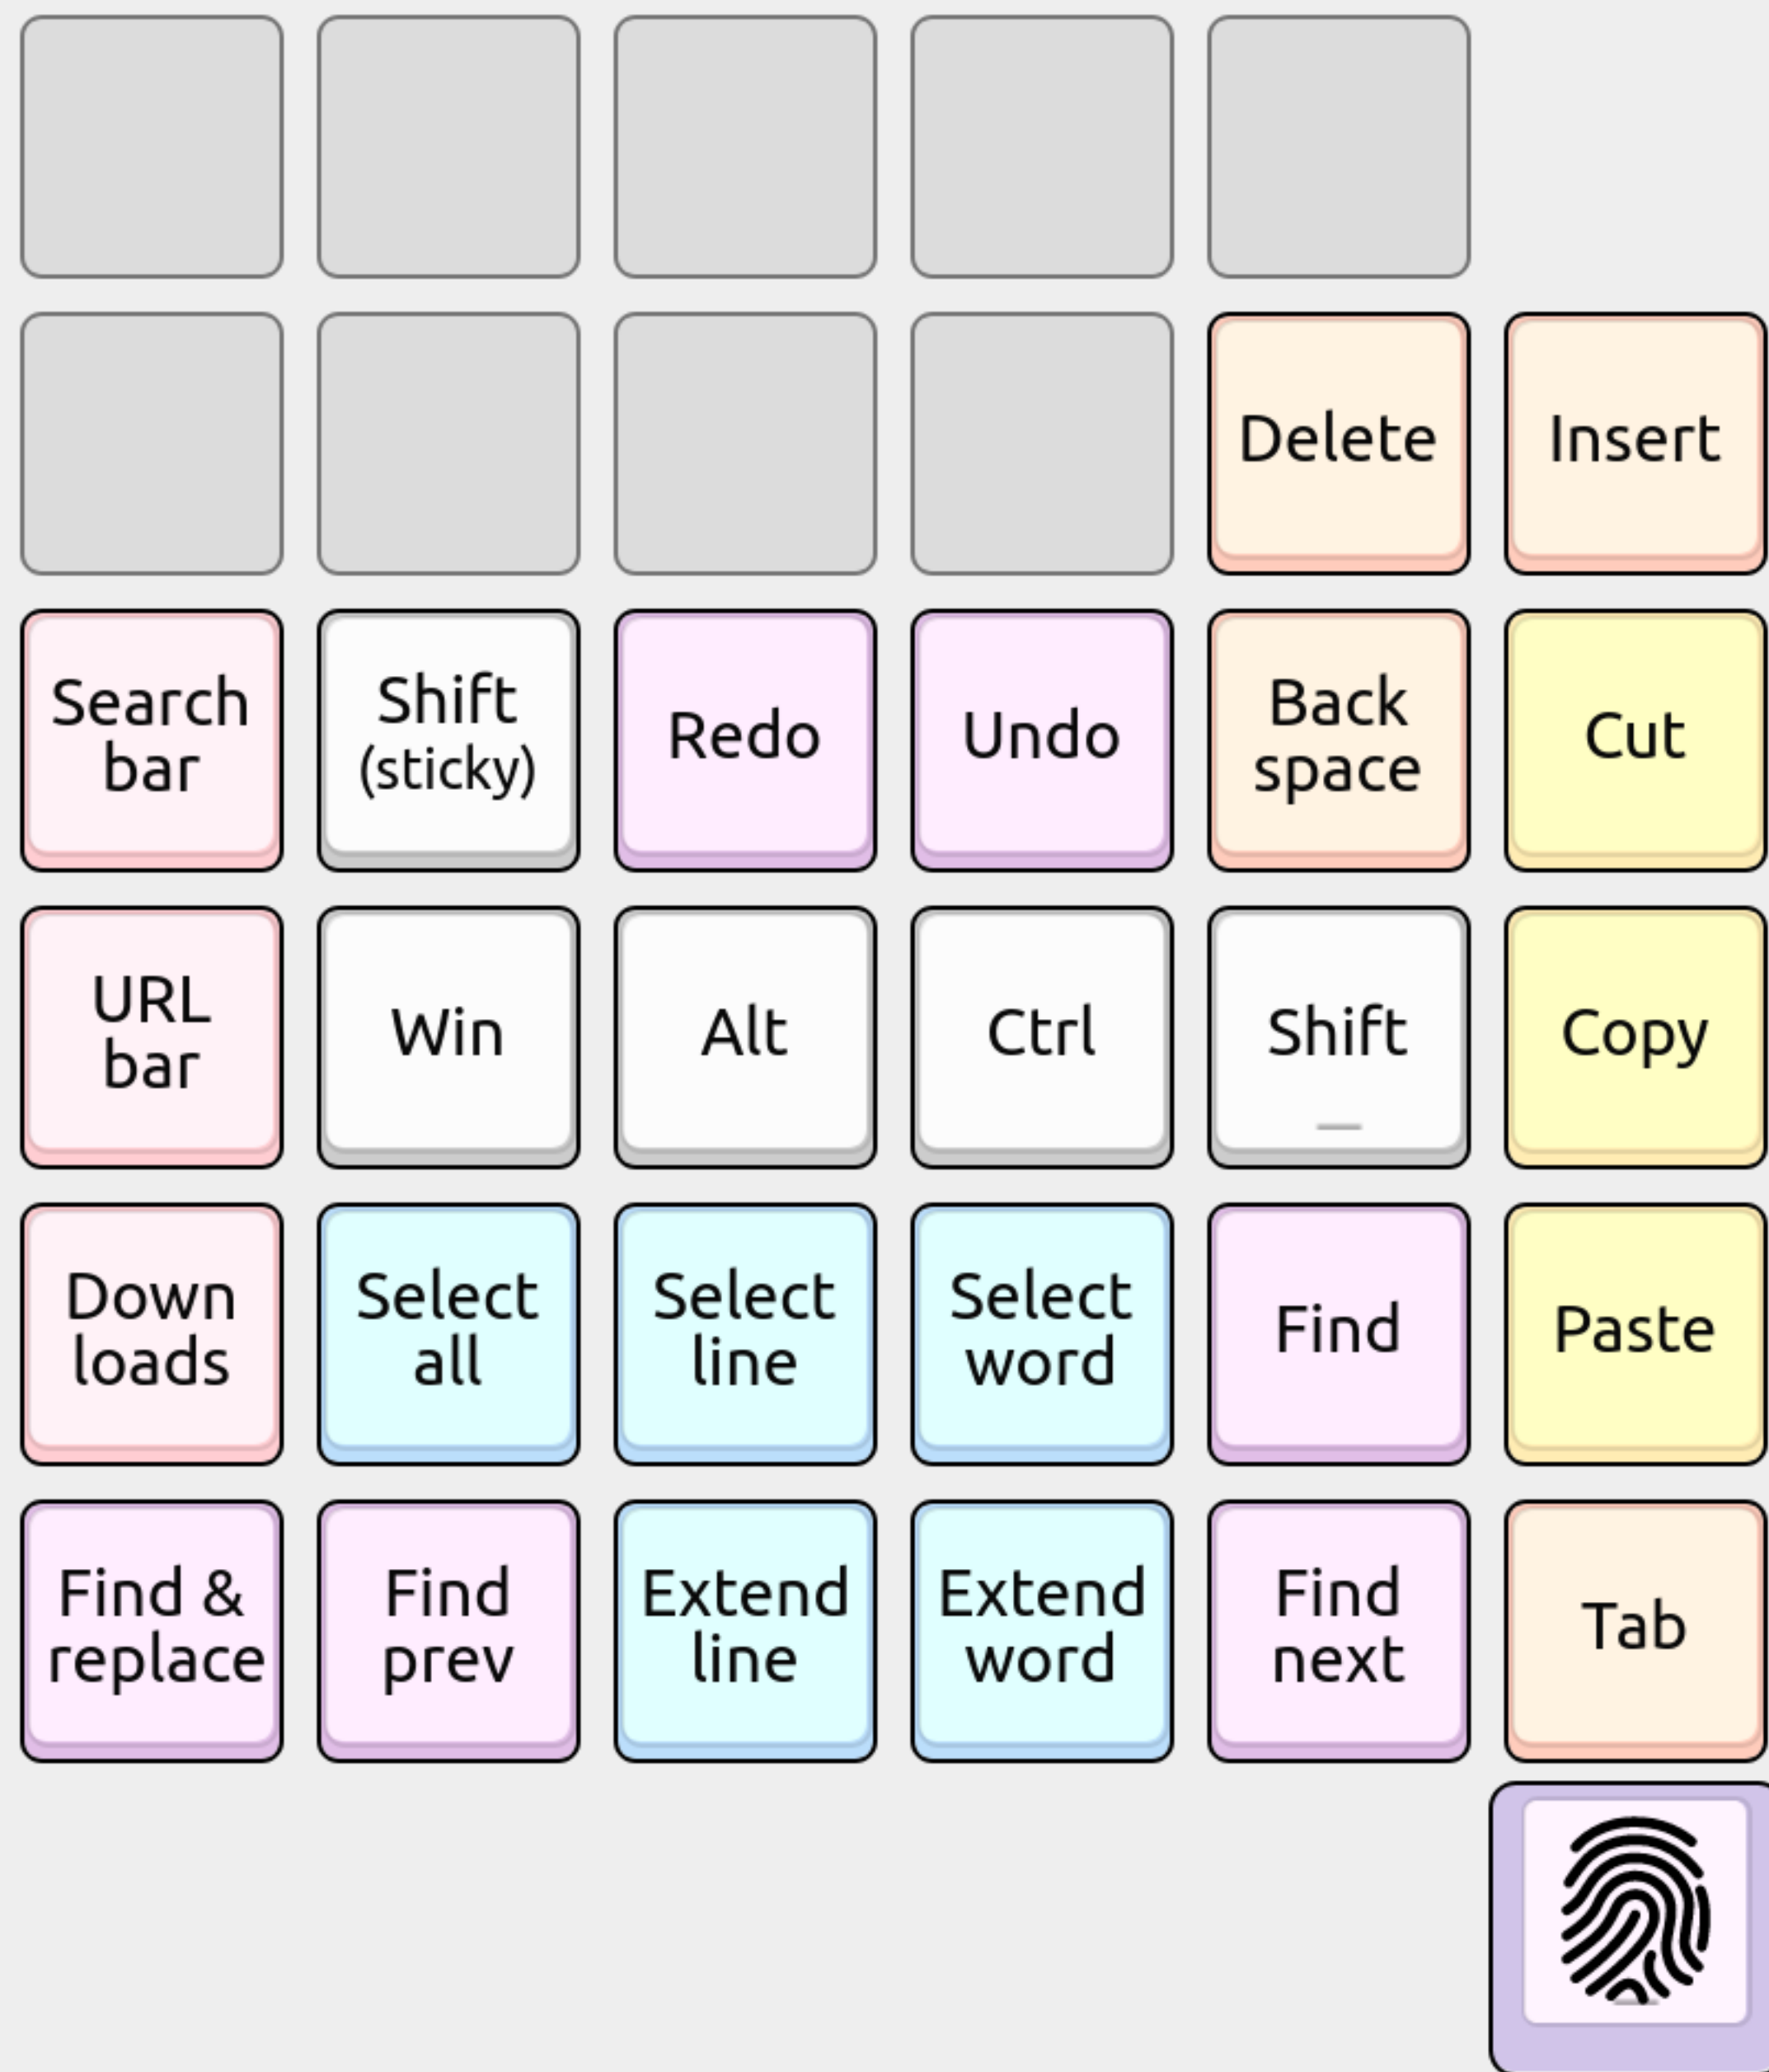 Delete
Insert
Search
bar
Shift
(sticky)
Redo
Undo
Back
space
Cut
URL
bar
Win
Alt
Ctrl
Shift
Copy
Down
loads
Select
all
Select
line
Select
word
Find
Paste
Find &
replace
Find
prev
Extend
line
Extend
word
Find
next
Tab